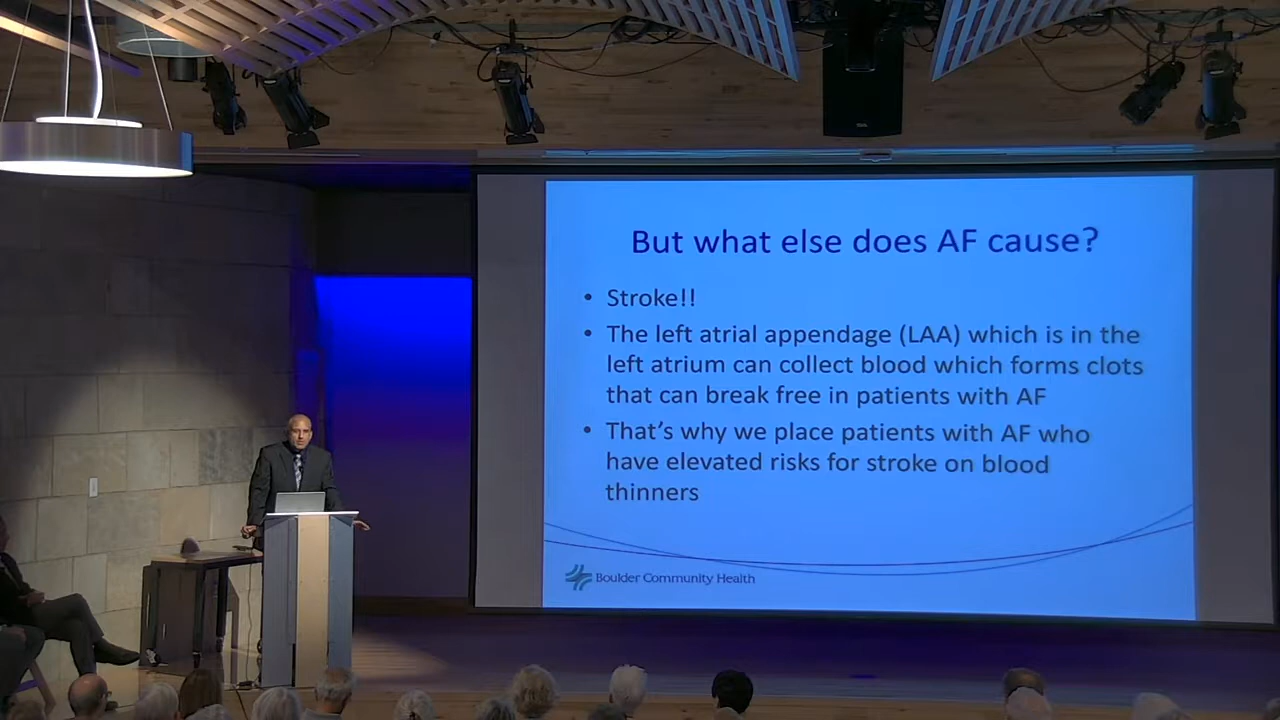 But what else does AF cause?
• Stroke!!
• The left atrial appendage (LAA) which is in the
left atrium can collect blood which forms clots
that can break free in patients with AF
• That's why we place patients with AF who
have elevated risks for stroke on blood
thinners
Boulder Community Health